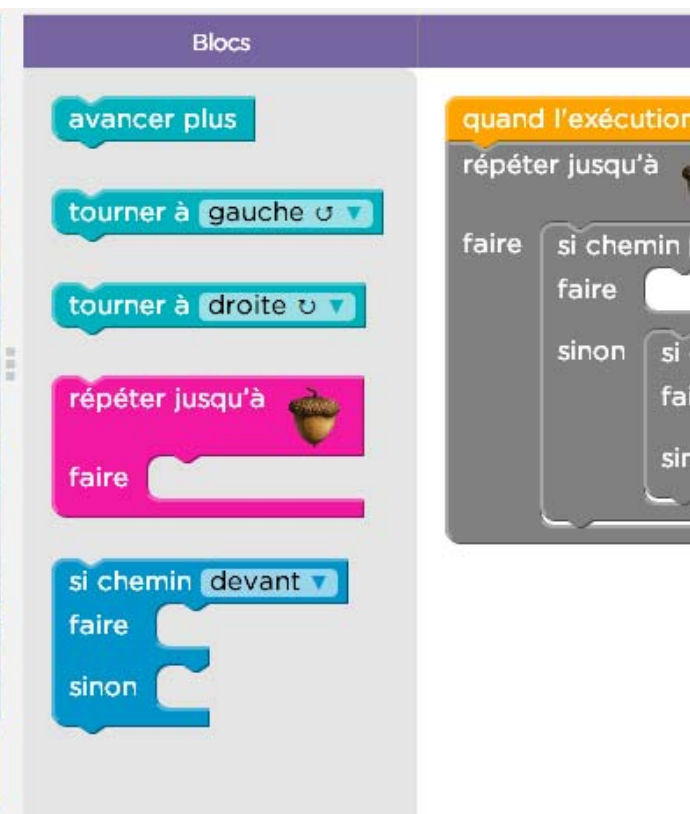 Blocs
avancer plus
tourner à gauche ↺ ▼
tourner à droite ↻ ▼
répéter jusqu'à
faire
si chemin devant ▼
faire
sinon
quand l'exécution
répéter jusqu'à
faire
si chemin
faire
sinon
si